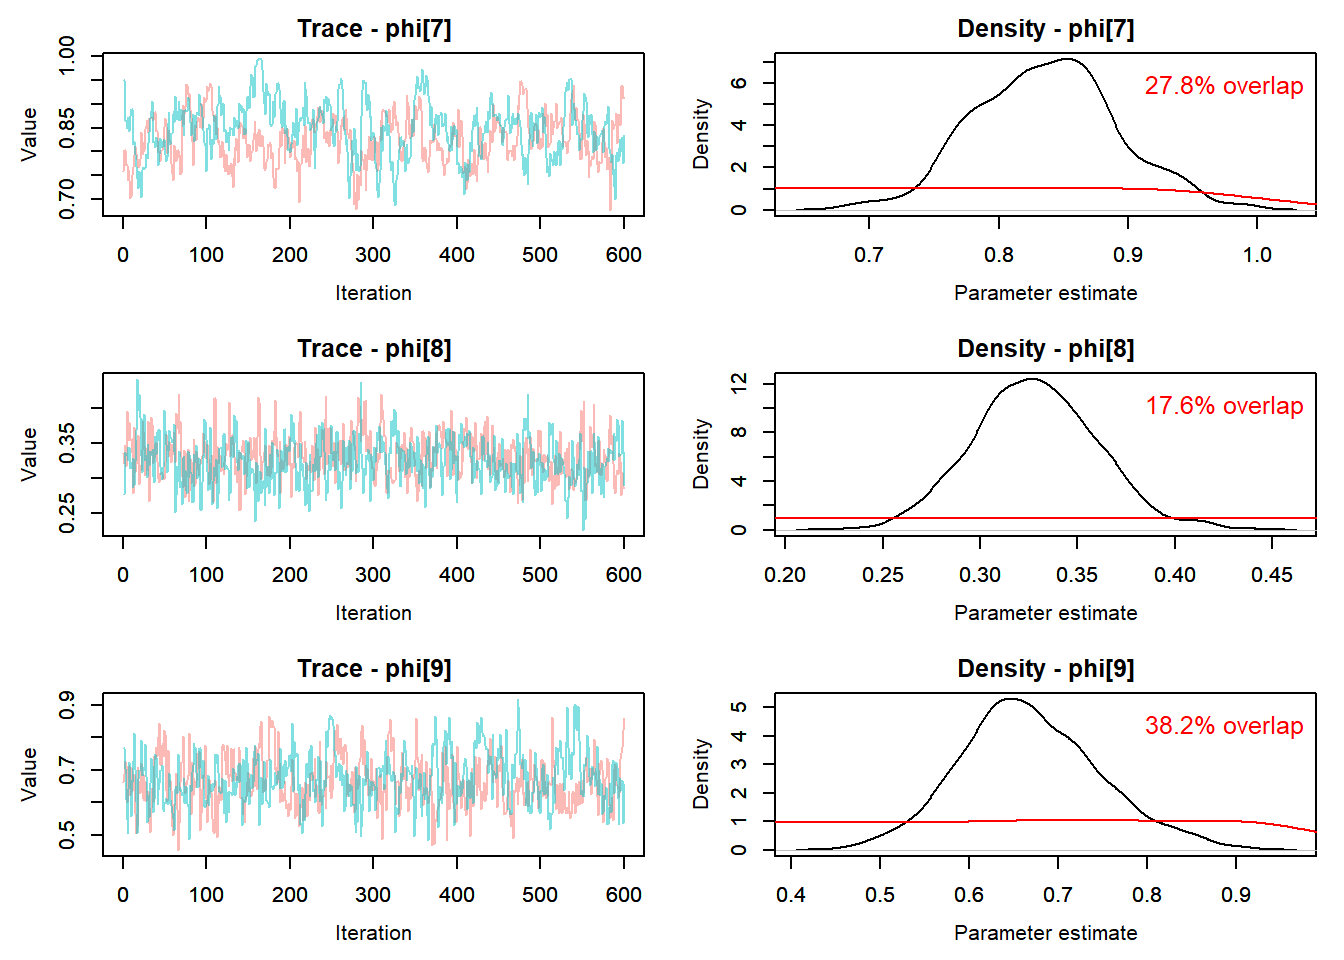 Trace - phi[7]
Value
1.00
0.85
0.70
0 100 200 300 400 500 600
Iteration
Density - phi[7]
27.8% overlap
Density
6
4
2
0
0.7 0.8 0.9 1.0
Parameter estimate
Trace - phi[8]
Value
0.35
0.25
0 100 200 300 400 500 600
Iteration
Density - phi[8]
17.6% overlap
Density
12
8
4
0
0.20 0.25 0.30 0.35 0.40 0.45
Parameter estimate
Trace - phi[9]
Value
0.9
0.7
0.5
0 100 200 300 400 500 600
Iteration
Density - phi[9]
38.2% overlap
Density
5
4
3
2
1
0
0.4 0.5 0.6 0.7 0.8 0.9
Parameter estimate